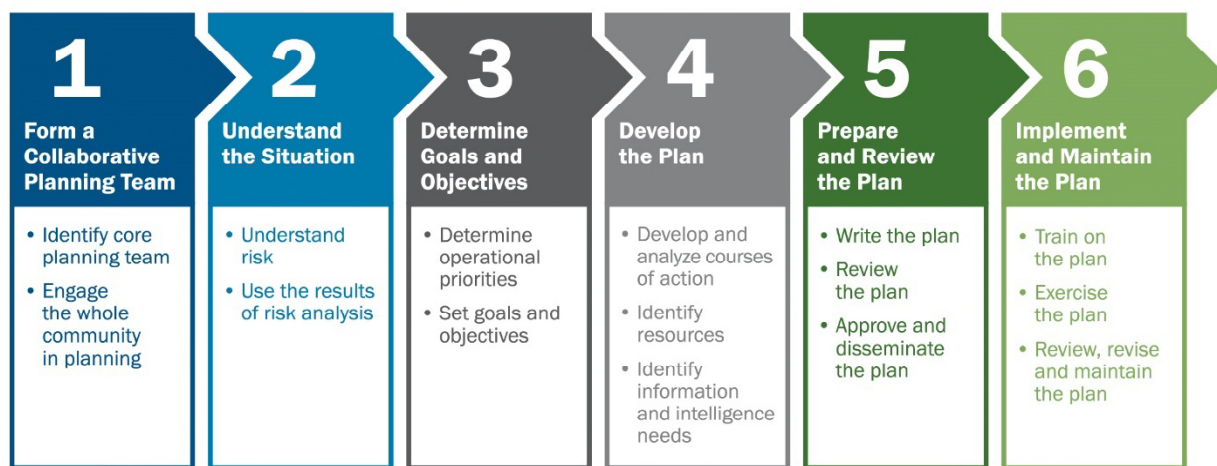 1
Form a
Collaborative
Planning Team
• Identify core
planning team
• Engage
the whole
community
in planning
2
Understand
the Situation
• Understand
risk
• Use the results
of risk analysis
3
Determine
Goals and
Objectives
• Determine
operational
priorities
• Set goals and
objectives
4
Develop
the Plan
• Develop and
analyze courses
of action
• Identify
resources
• Identify
information
and intelligence
needs
5
Prepare
and Review
the Plan
• Write the plan
• Review
the plan
• Approve and
disseminate
the plan
6
Implement
and Maintain
the Plan
• Train on
the plan
• Exercise
the plan
• Review, revise
and maintain
the plan